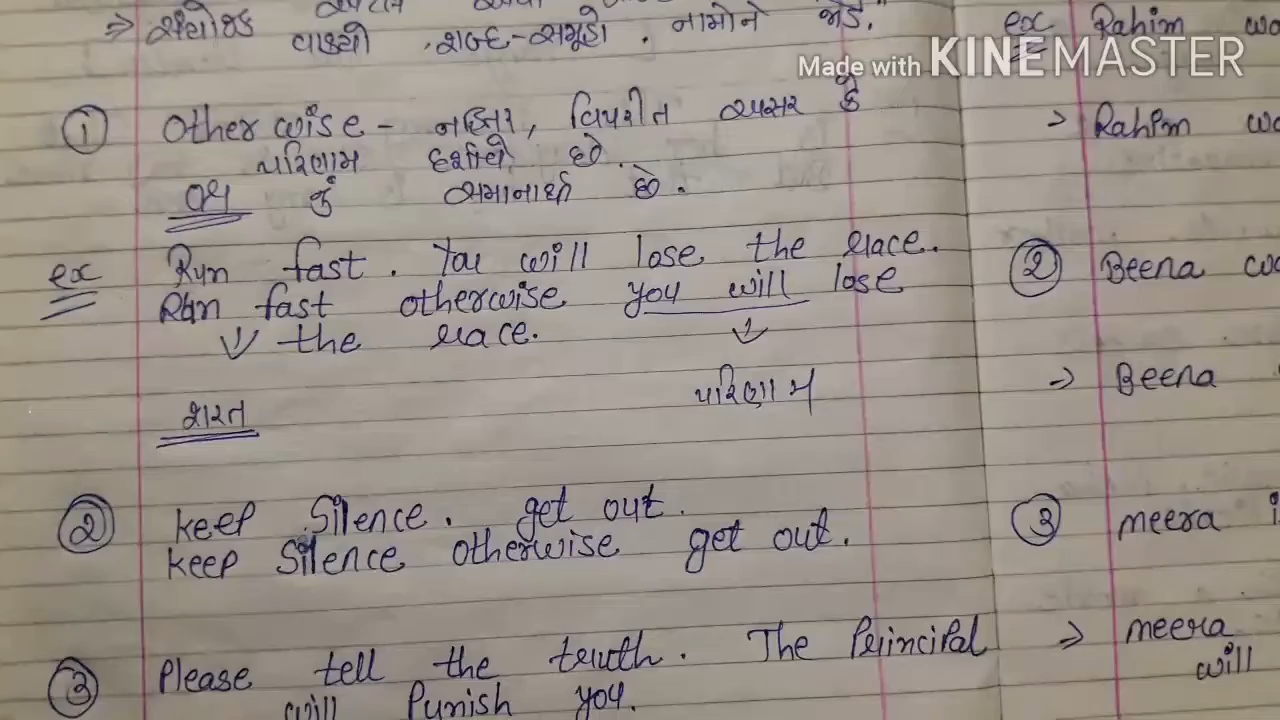 ⇒ સંયોજક
વાક્યો, શબ્દ-સમૂહો, નામોને જોડે.
Made with KINEMASTER
① Otherwise - નહિતર, વિપરીત અસર કે
પરિણામ દર્શાવે છે.
નું સમાનાર્થી છે.
ex Run fast. You will lose the race.
Run fast otherwise you will lose
the race.
શરત
પરિણામ
② keep Silence. get out.
keep Silence otherwise get out.
③ Please tell the truth. The Principal
will Punish you.
ex Rahim
⇒ Rahim
② Beena
→ Beena
③ meera
⇒ meera
will